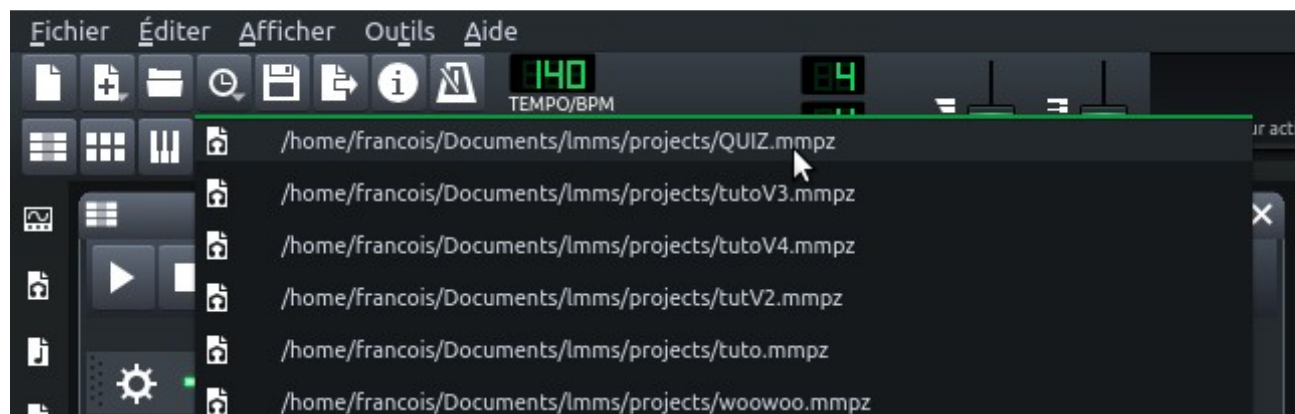 Fichier Éditer Afficher Outils Aide
140 4
TEMPO/BPM
/home/francois/Documents/lmms/projects/QUIZ.mmpz
ur act
/home/francois/Documents/lmms/projects/tutoV3.mmpz
/home/francois/Documents/lmms/projects/tutoV4.mmpz
/home/francois/Documents/lmms/projects/tutV2.mmpz
/home/francois/Documents/lmms/projects/tuto.mmpz
/home/francois/Documents/lmms/projects/woowoo.mmpz